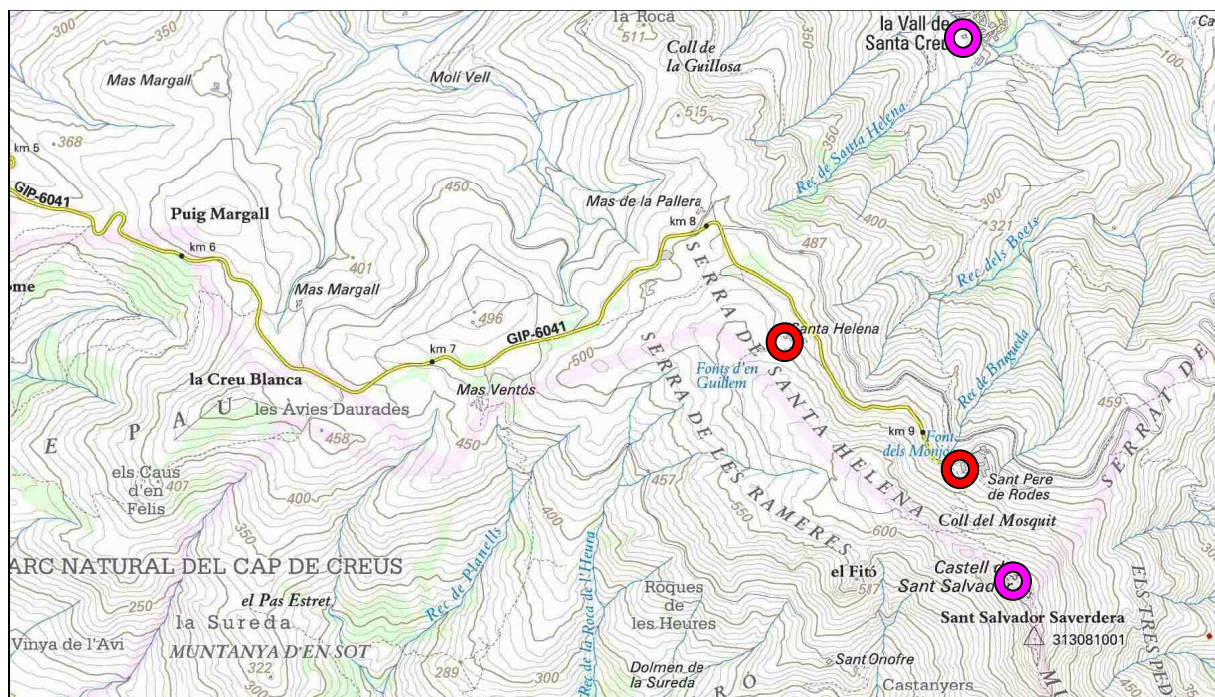 350
300
350
la Roca
511
Coll de
la Guillosa
350
la Vall de
Santa Creu
Mas Margall
Molí Vell
100
515
Rec de Santa Helena
368
km 5
GIP-6041
450
Mas de la Pallera
km 8
300
321
400
Puig Margall
km 6
487
Rec dels Boets
401
Mas Margall
496
GIP-6041
SERRA DE SANTA HELENA
Santa Helena
km 7
500
Fonts d'en
Guillem
Rec de Brugueda
SERRAT DE
la Creu Blanca
Mas Ventós
SERRA DE LES RAMERES
459
les Àvies Daurades
E P A U
458
450
km 9
Font
dels Monjos
els Caus
d'en
Fèlis
407
400
457
Sant Pere
de Rodes
550
Coll del Mosquit
350
600
ARC NATURAL DEL CAP DE CREUS
Rec de Planells
Rec de la Roca de l'Heura
el Fitó
587
Castell de
Sant Salvador
250
el Pas Estret
la Sureda
Roques
de
les Heures
Sant Salvador Saverdera
313081001
Vinya de l'Avi
MUNTANYA D'EN SOT
322
289
Dolmen de
la Sureda
Sant Onofre
Castanyers
300